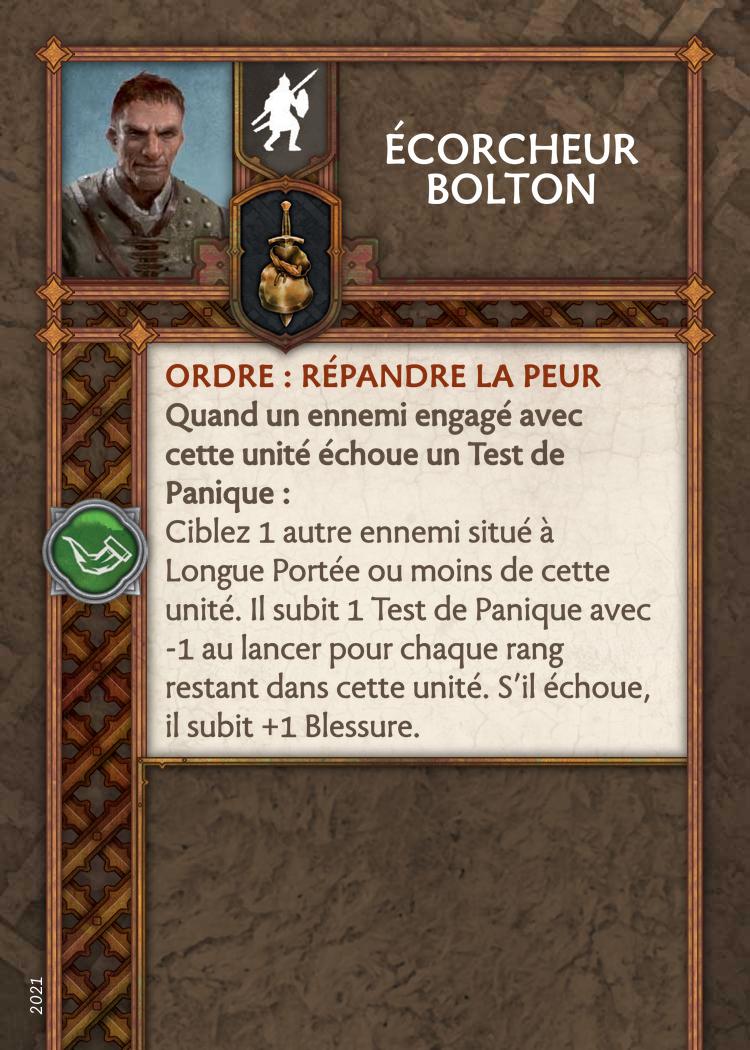 ÉCORCHEUR
BOLTON
ORDRE : RÉPANDRE LA PEUR
Quand un ennemi engagé avec
cette unité échoue un Test de
Panique :
Ciblez 1 autre ennemi situé à
Longue Portée ou moins de cette
unité. Il subit 1 Test de Panique avec
-1 au lancer pour chaque rang
restant dans cette unité. S'il échoue,
il subit +1 Blessure.
2021